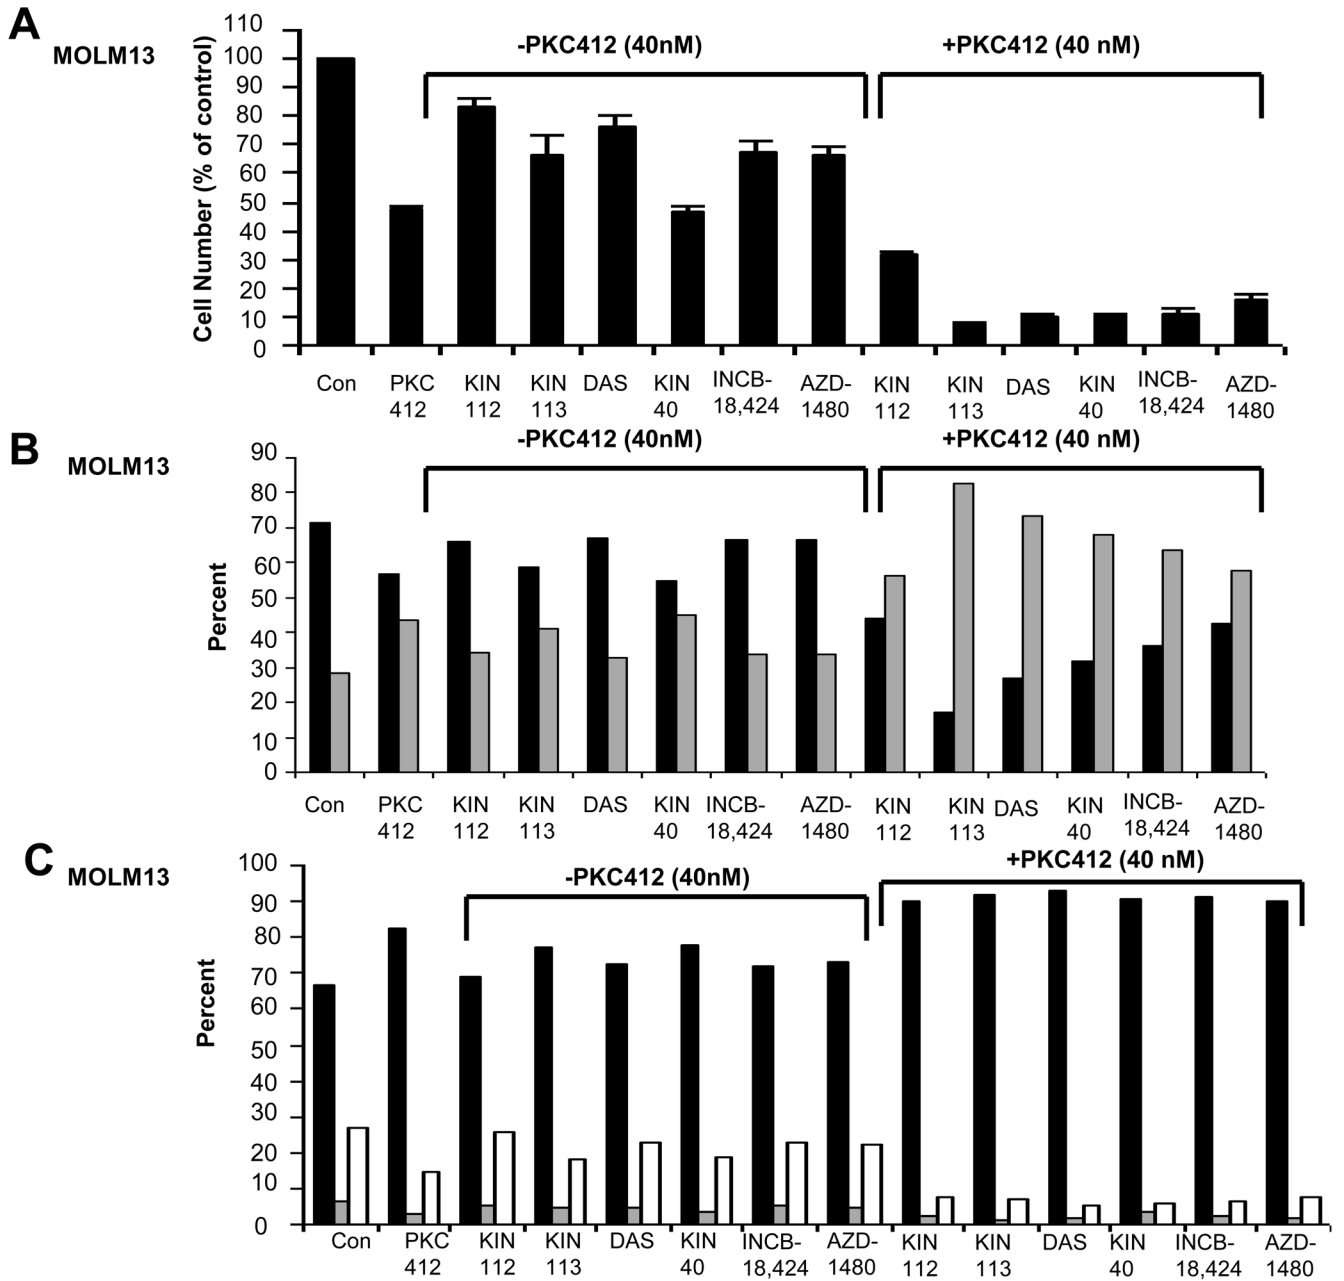 A
MOLM13
Cell Number (% of control)
110
100
90
80
70
60
50
40
30
20
10
0
-PKC412 (40nM)
+PKC412 (40 nM)
Con PKC KIN KIN DAS KIN INCB- AZD- KIN KIN DAS KIN INCB- AZD-
412 112 113 40 18,424 1480 112 113 40 18,424 1480
B
MOLM13
Percent
90
80
70
60
50
40
30
20
10
0
-PKC412 (40nM)
+PKC412 (40 nM)
Con PKC KIN KIN DAS KIN INCB- AZD- KIN KIN DAS KIN INCB- AZD-
412 112 113 40 18,424 1480 112 113 40 18,424 1480
C
MOLM13
Percent
100
90
80
70
60
50
40
30
20
10
0
-PKC412 (40nM)
+PKC412 (40 nM)
Con PKC KIN KIN DAS KIN INCB- AZD- KIN KIN DAS KIN INCB- AZD-
412 112 113 40 18,424 1480 112 113 40 18,424 1480